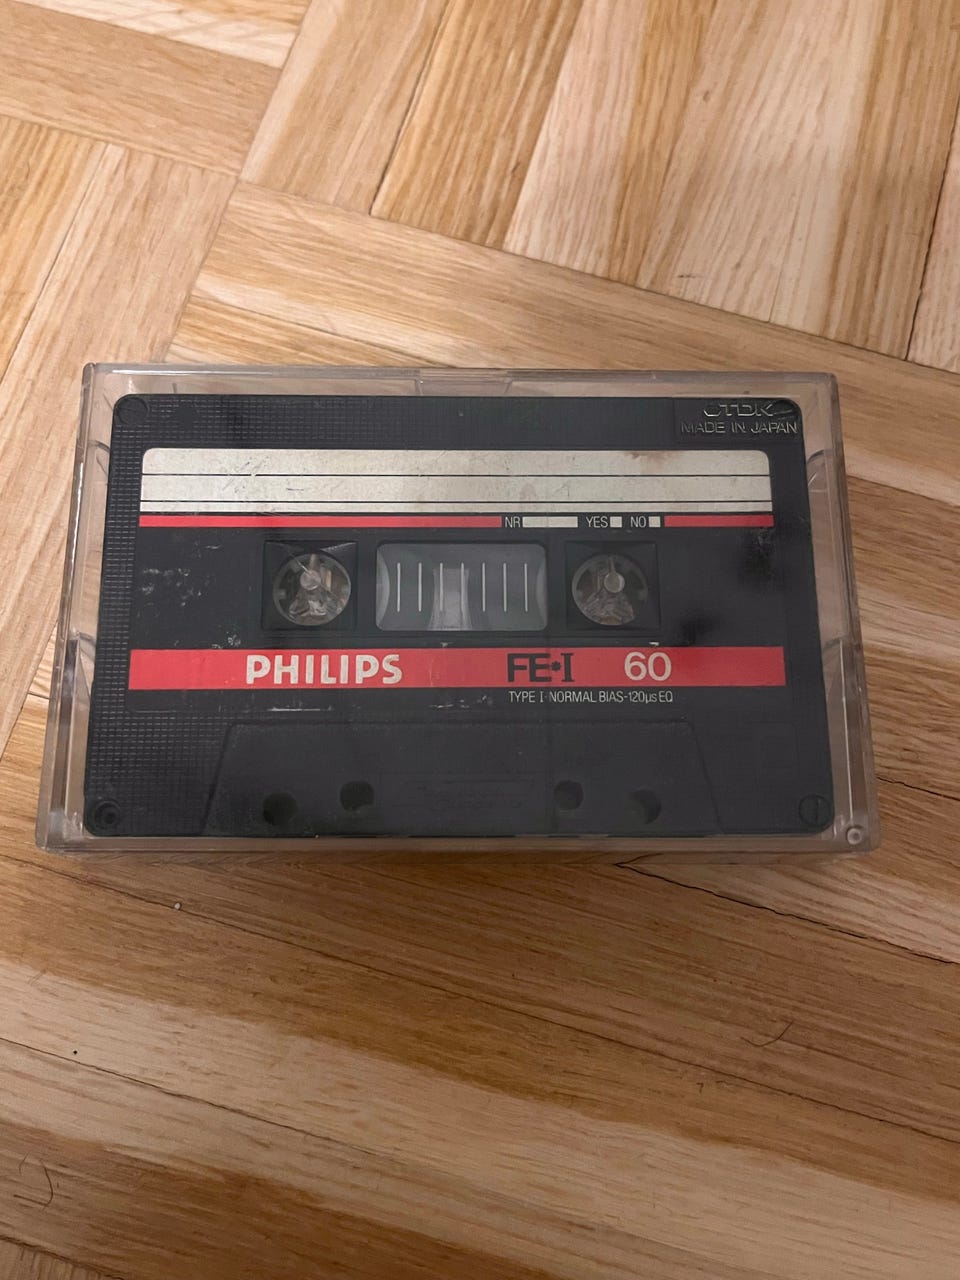 TDK
MADE IN JAPAN
NR YES NO
PHILIPS FE·I 60
TYPE I·NORMAL BIAS-120µs EQ